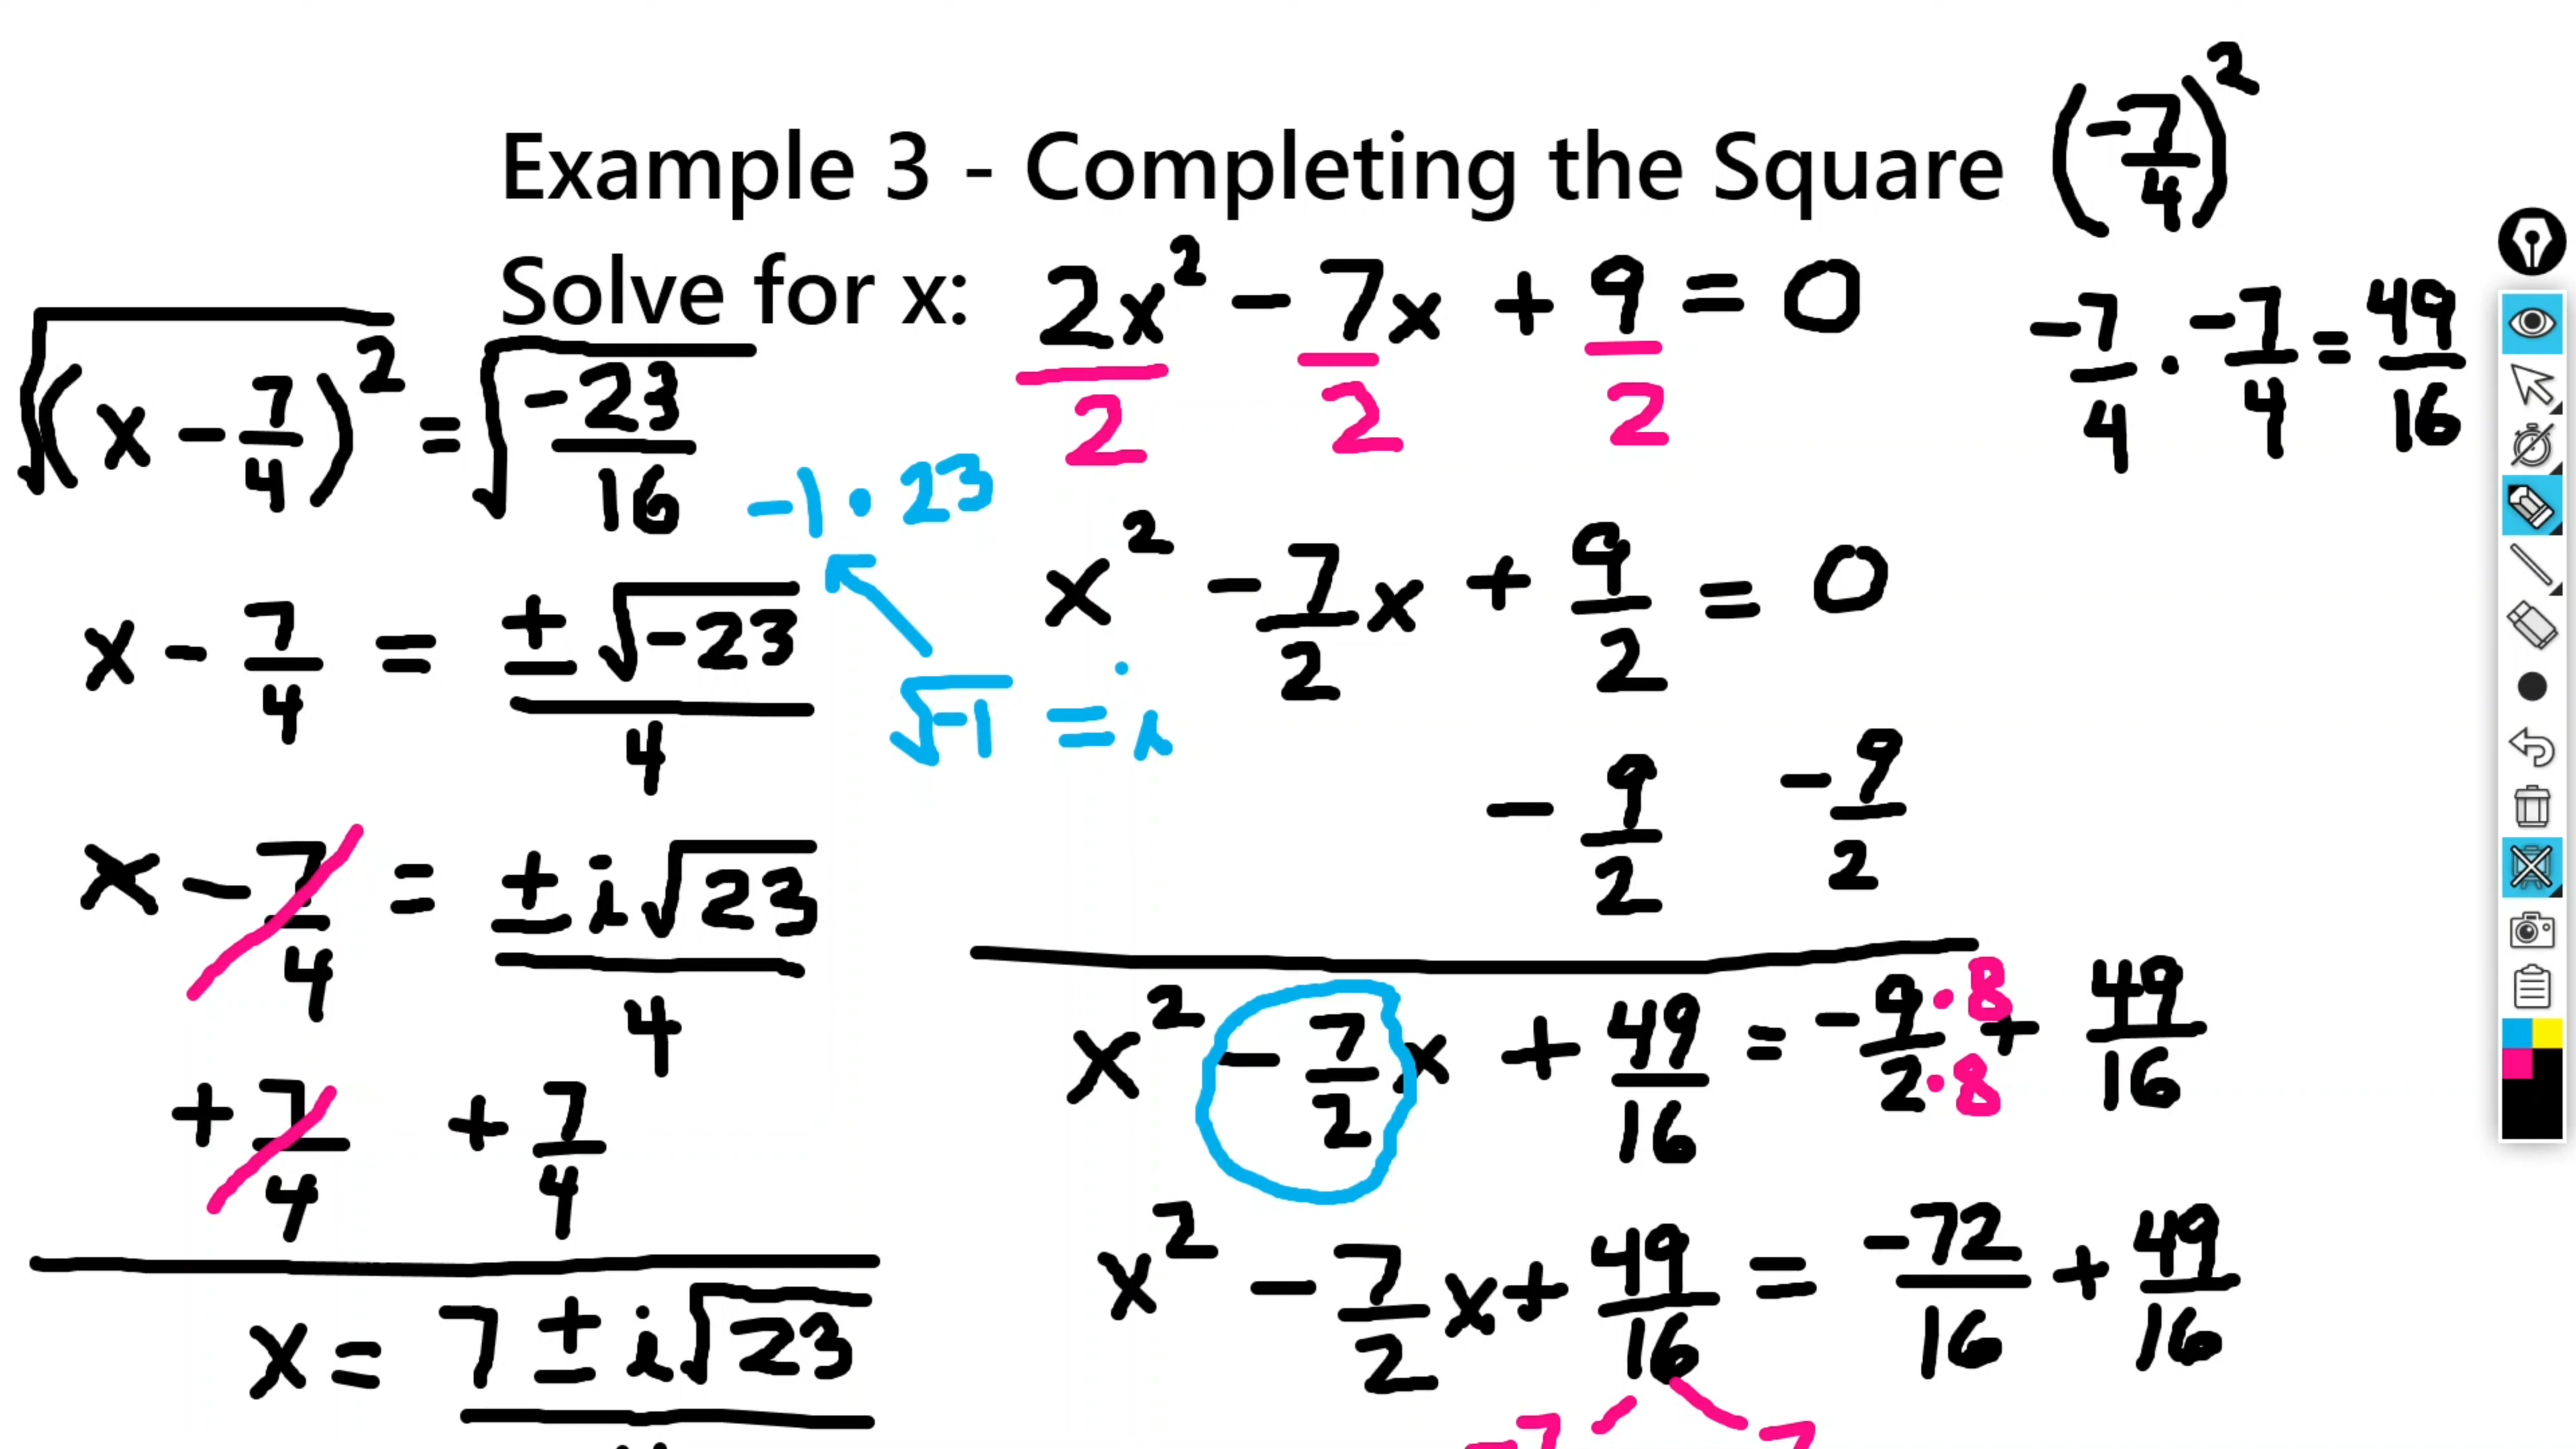 Example 3 - Completing the Square
Solve for x: 2x² - 7x + 9 = 0
2 2 2
(-7/4)²
-7/4 · -7/4 = 49/16
x² - 7/2 x + 9/2 = 0
- 9/2 - 9/2
x² - 7/2 x + 49/16 = - 9·8/2·8 + 49/16
x² - 7/2 x + 49/16 = -72/16 + 49/16
-7 -7
√(x - 7/4)² = √-23/16
-1 · 23
√-1 = i
x - 7/4 = ±√-23/4
x - 7/4 = ± i√23/4
+ 7/4 + 7/4
x = 7 ± i√23